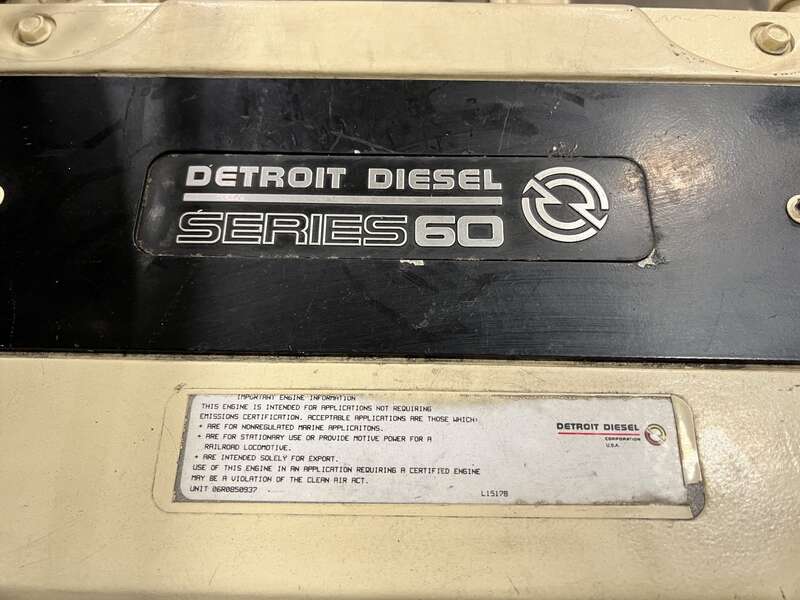 DETROIT DIESEL
SERIES 60
IMPORTANT ENGINE INFORMATION
THIS ENGINE IS INTENDED FOR APPLICATIONS NOT REQUIRING
EMISSIONS CERTIFICATION. ACCEPTABLE APPLICATIONS ARE THOSE WHICH:
+ ARE FOR NONREGULATED MARINE APPLICAITONS.
+ ARE FOR STATIONARY USE OR PROVIDE MOTIVE POWER FOR A
RAILROAD LOCOMOTIVE.
+ ARE INTENDED SOLELY FOR EXPORT.
USE OF THIS ENGINE IN AN APPLICATION REQUIRING A CERTIFIED ENGINE
MAY BE A VIOLATION OF THE CLEAN AIR ACT.
UNIT 06R0850937 L1517B
DETROIT DIESEL
CORPORATION
U.S.A.